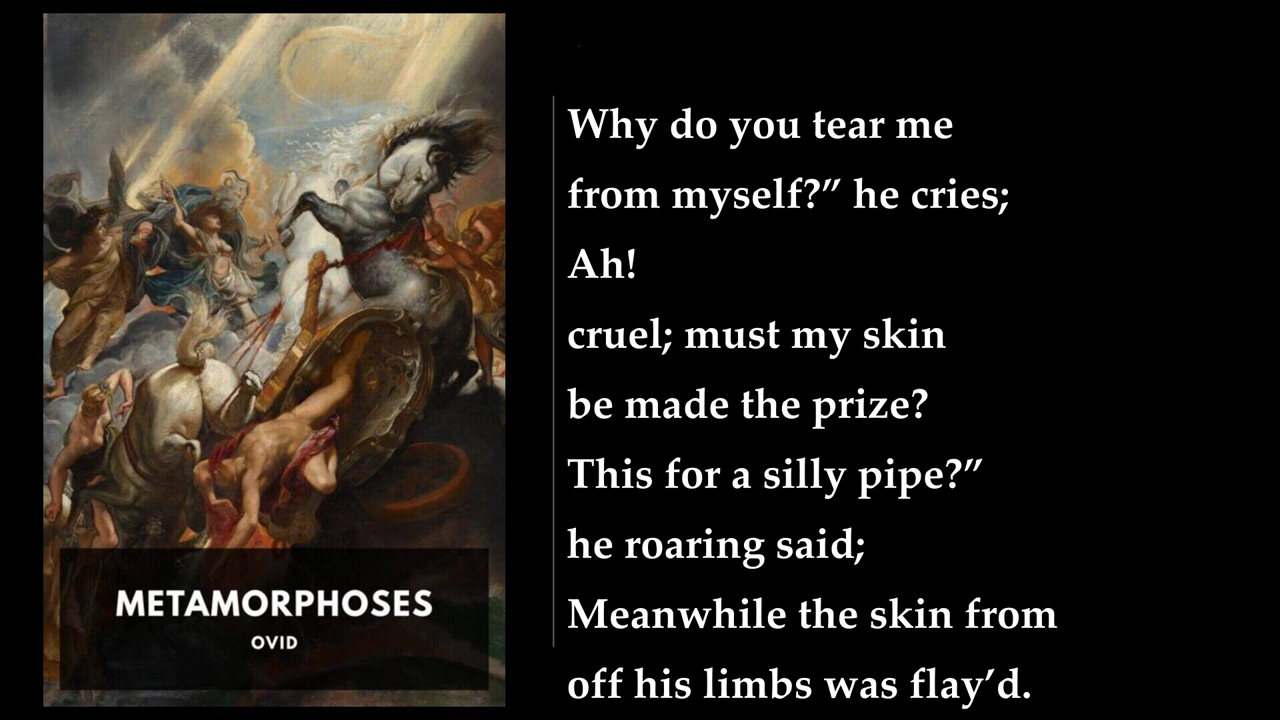 METAMORPHOSES
OVID
Why do you tear me
from myself?” he cries;
Ah!
cruel; must my skin
be made the prize?
This for a silly pipe?”
he roaring said;
Meanwhile the skin from
off his limbs was flay’d.